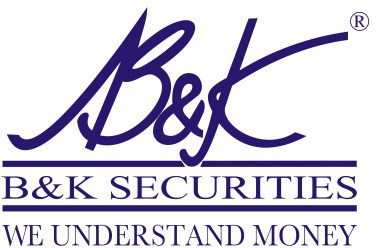 B&K ®
B&K SECURITIES
WE UNDERSTAND MONEY